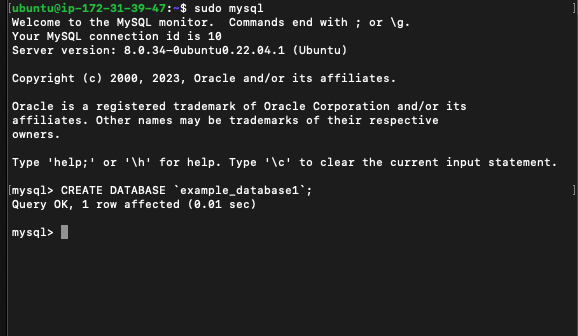 [ubuntu@ip-172-31-39-47:~$ sudo mysql ]
Welcome to the MySQL monitor.  Commands end with ; or \g.
Your MySQL connection id is 10
Server version: 8.0.34-0ubuntu0.22.04.1 (Ubuntu)

Copyright (c) 2000, 2023, Oracle and/or its affiliates.

Oracle is a registered trademark of Oracle Corporation and/or its
affiliates. Other names may be trademarks of their respective
owners.

Type 'help;' or '\h' for help. Type '\c' to clear the current input statement.

[mysql> CREATE DATABASE `example_database1`; ]
Query OK, 1 row affected (0.01 sec)

mysql>